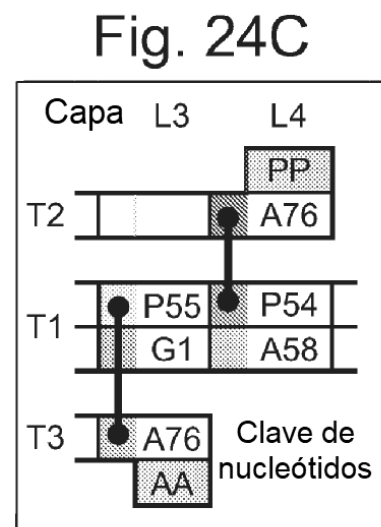 Fig. 24C
Capa L3 L4
PP
T2 A76
T1 P55 P54
G1 A58
T3 A76 Clave de
nucleótidos
AA